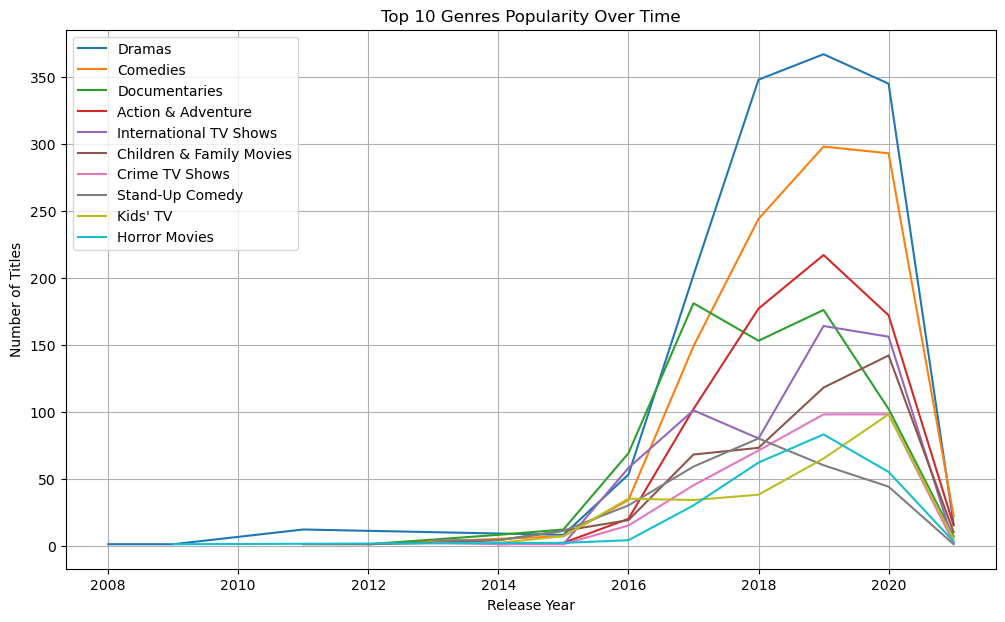 Top 10 Genres Popularity Over Time
Dramas
Comedies
Documentaries
Action & Adventure
International TV Shows
Children & Family Movies
Crime TV Shows
Stand-Up Comedy
Kids' TV
Horror Movies
Number of Titles
350
300
250
200
150
100
50
0
2008
2010
2012
2014
2016
2018
2020
Release Year